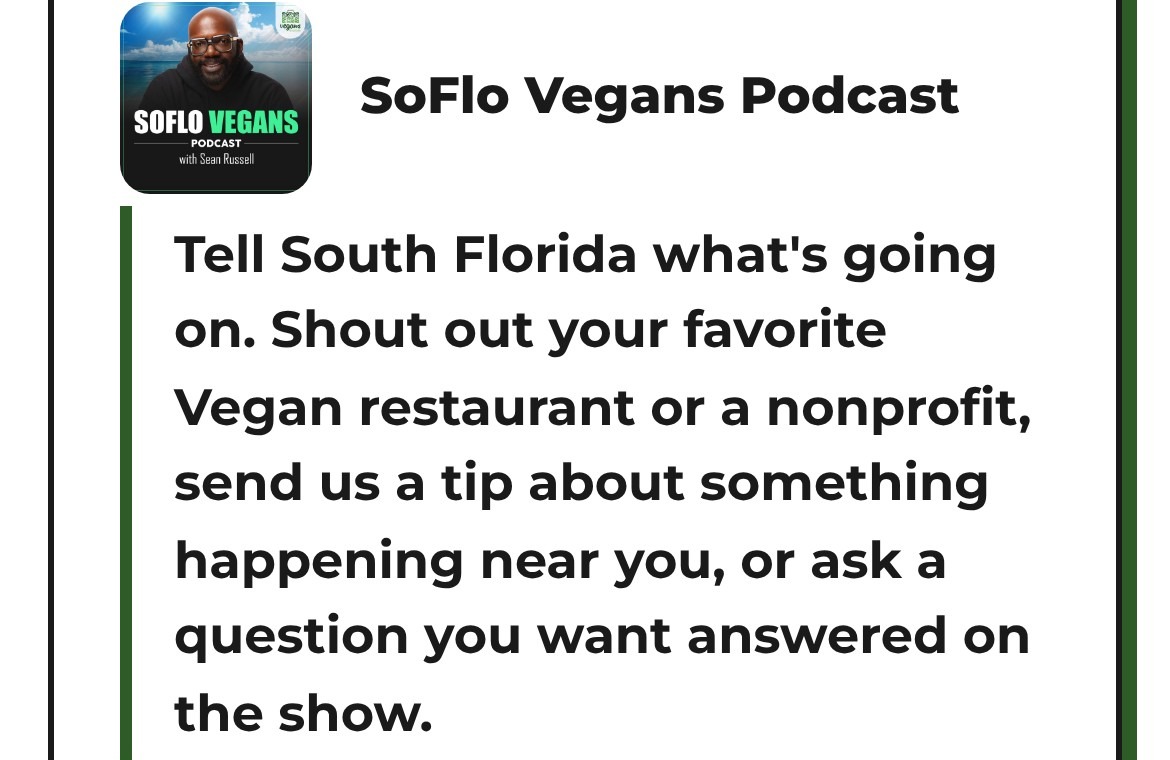 vegans
SOFLO VEGANS
PODCAST
with Sean Russell
SoFlo Vegans Podcast
Tell South Florida what's going
on. Shout out your favorite
Vegan restaurant or a nonprofit,
send us a tip about something
happening near you, or ask a
question you want answered on
the show.